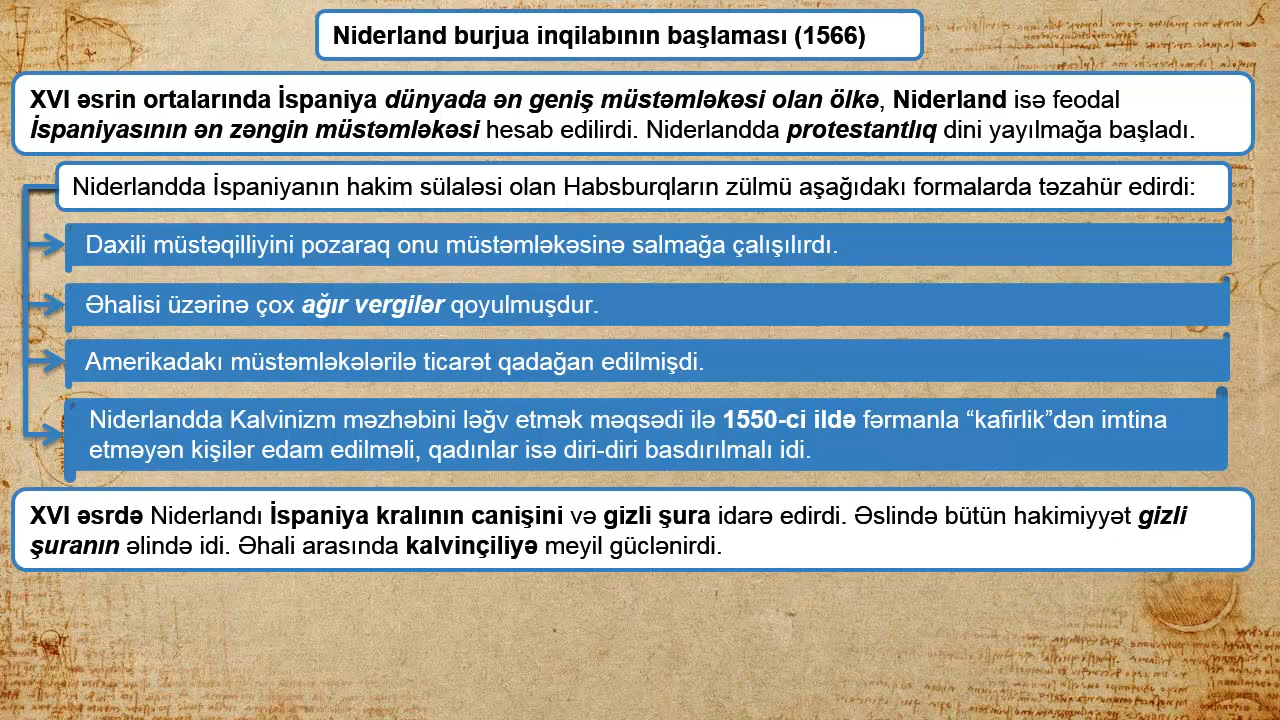 Niderland burjua inqilabının başlaması (1566)
XVI əsrin ortalarında İspaniya dünyada ən geniş müstəmləkəsi olan ölkə, Niderland isə feodal
İspaniyasının ən zəngin müstəmləkəsi hesab edilirdi. Niderlandda protestantlıq dini yayılmağa başladı.
Niderlandda İspaniyanın hakim sülaləsi olan Habsburqların zülmü aşağıdakı formalarda təzahür edirdi:
Daxili müstəqilliyini pozaraq onu müstəmləkəsinə salmağa çalışılırdı.
Əhalisi üzərinə çox ağır vergilər qoyulmuşdur.
Amerikadakı müstəmləkələrilə ticarət qadağan edilmişdi.
Niderlandda Kalvinizm məzhəbini ləğv etmək məqsədi ilə 1550-ci ildə fərmanla “kafirlik”dən imtina
etməyən kişilər edam edilməli, qadınlar isə diri-diri basdırılmalı idi.
XVI əsrdə Niderlandı İspaniya kralının canişini və gizli şura idarə edirdi. Əslində bütün hakimiyyət gizli
şuranın əlində idi. Əhali arasında kalvinçiliyə meyil güclənirdi.